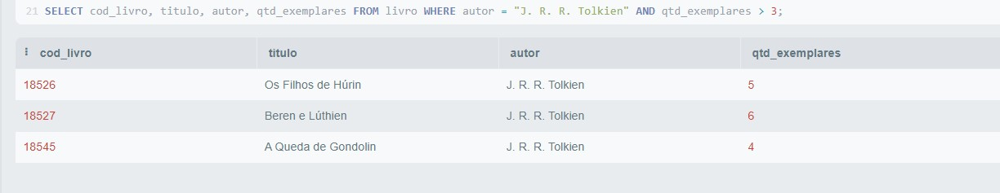 21 SELECT cod_livro, titulo, autor, qtd_exemplares FROM livro WHERE autor = "J. R. R. Tolkien" AND qtd_exemplares > 3;
cod_livro titulo autor qtd_exemplares
18526 Os Filhos de Húrin J. R. R. Tolkien 5
18527 Beren e Lúthien J. R. R. Tolkien 6
18545 A Queda de Gondolin J. R. R. Tolkien 4